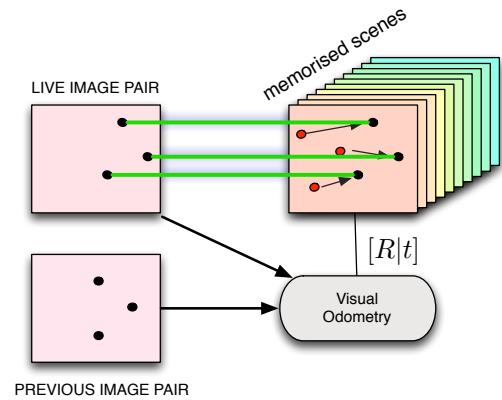 memorised scenes
LIVE IMAGE PAIR
[R|t]
Visual
Odometry
PREVIOUS IMAGE PAIR